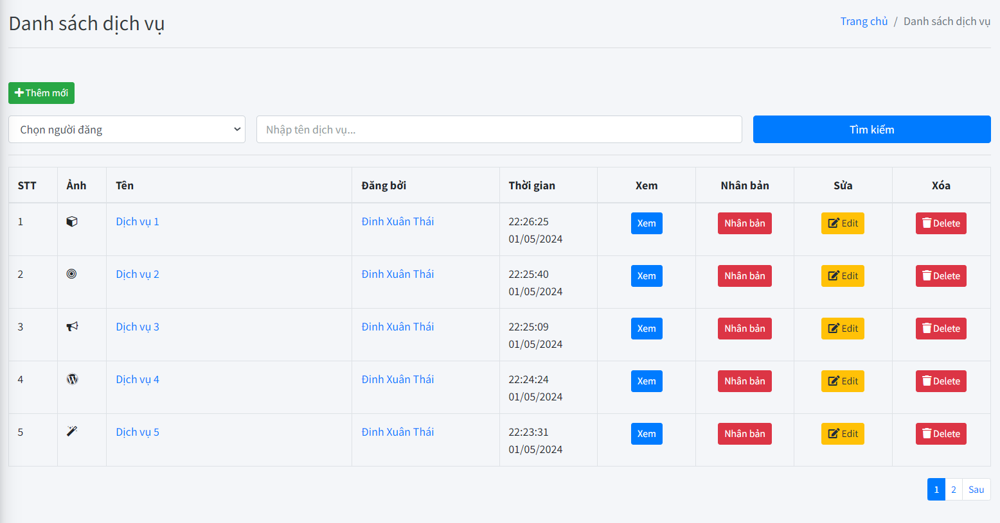 Danh sách dịch vụ
Trang chủ / Danh sách dịch vụ
Thêm mới
Chọn người đăng
Nhập tên dịch vụ...
Tìm kiếm
STT Ảnh Tên Đăng bởi Thời gian Xem Nhân bản Sửa Xóa
1 Dịch vụ 1 Đinh Xuân Thái 22:26:25 Xem Nhân bản Edit Delete
01/05/2024
2 Dịch vụ 2 Đinh Xuân Thái 22:25:40 Xem Nhân bản Edit Delete
01/05/2024
3 Dịch vụ 3 Đinh Xuân Thái 22:25:09 Xem Nhân bản Edit Delete
01/05/2024
4 Dịch vụ 4 Đinh Xuân Thái 22:24:24 Xem Nhân bản Edit Delete
01/05/2024
5 Dịch vụ 5 Đinh Xuân Thái 22:23:31 Xem Nhân bản Edit Delete
01/05/2024
1 2 Sau